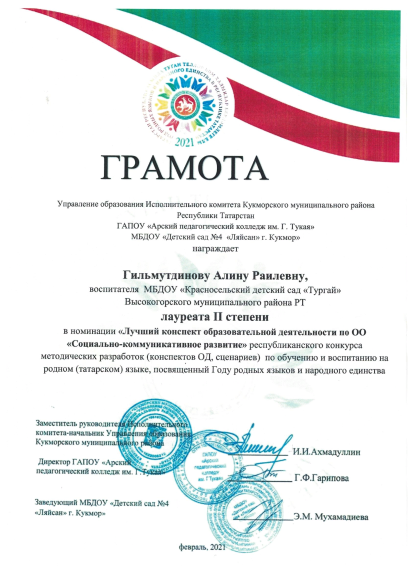 2021
ГРАМОТА
Управление образования Исполнительного комитета Кукморского муниципального района
Республики Татарстан
ГАПОУ «Арский педагогический колледж им. Г. Тукая»
МБДОУ «Детский сад №4 «Ляйсан» г. Кукмор»
награждает
Гильмутдинову Алину Раилевну,
воспитателя МБДОУ «Красносельский детский сад «Тургай»
Высокогорского муниципального района РТ
лауреата II степени
в номинации «Лучший конспект образовательной деятельности по ОО
«Социально-коммуникативное развитие» республиканского конкурса
методических разработок (конспектов ОД, сценариев) по обучению и воспитанию на
родном (татарском) языке, посвященный Году родных языков и народного единства
Заместитель руководителя Исполнительного
комитета-начальник Управления образования
Кукморского муниципального района
И.И.Ахмадуллин
Директор ГАПОУ «Арский
педагогический колледж им. Г. Тукая»
Г.Ф.Гарипова
Заведующий МБДОУ «Детский сад №4
«Ляйсан» г. Кукмор»
Э.М. Мухамадиева
февраль, 2021